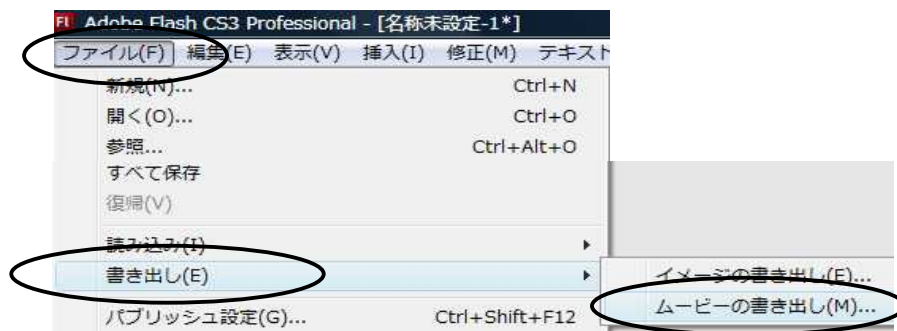 Adobe Flash CS3 Professional - [名称未設定-1*]
ファイル(F) 編集(E) 表示(V) 挿入(I) 修正(M) テキスト
新規(N)... Ctrl+N
開く(O)... Ctrl+O
参照... Ctrl+Alt+O
すべて保存
復帰(V)
読み込み(I)
書き出し(E)
イメージの書き出し(E)...
ムービーの書き出し(M)...
パブリッシュ設定(G)... Ctrl+Shift+F12